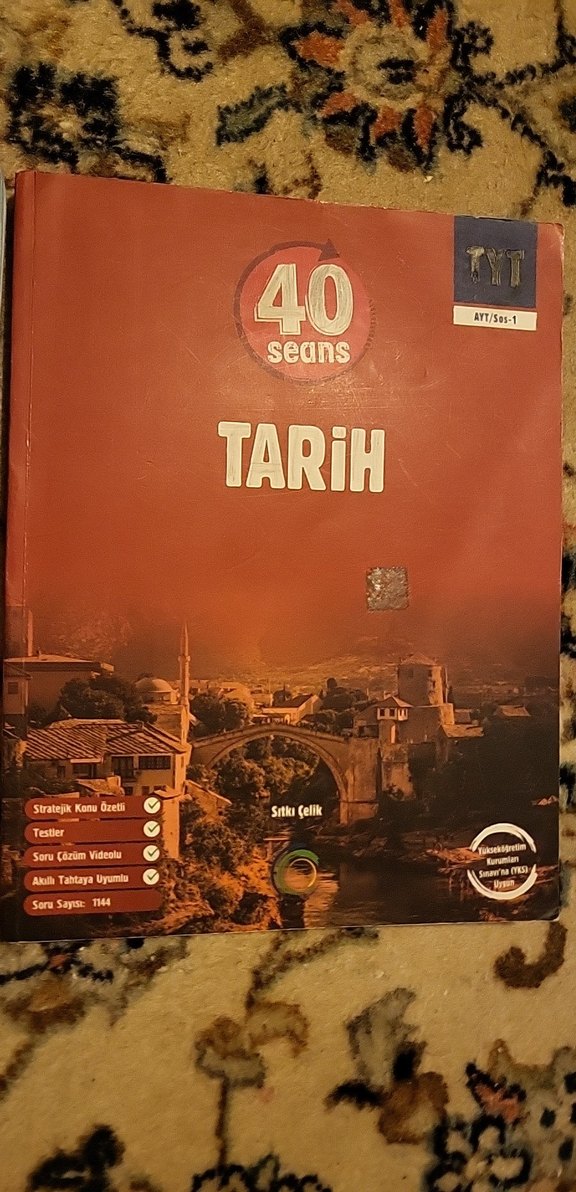 TYT
AYT/Sos-1
40
seans
TARİH
Sıtkı Çelik
Stratejik Konu Özetli
Testler
Soru Çözüm Videolu
Akıllı Tahtaya Uyumlu
Soru Sayısı: 1144
Yükseköğretim
Kurumları
Sınavı'na (YKS)
Uygun